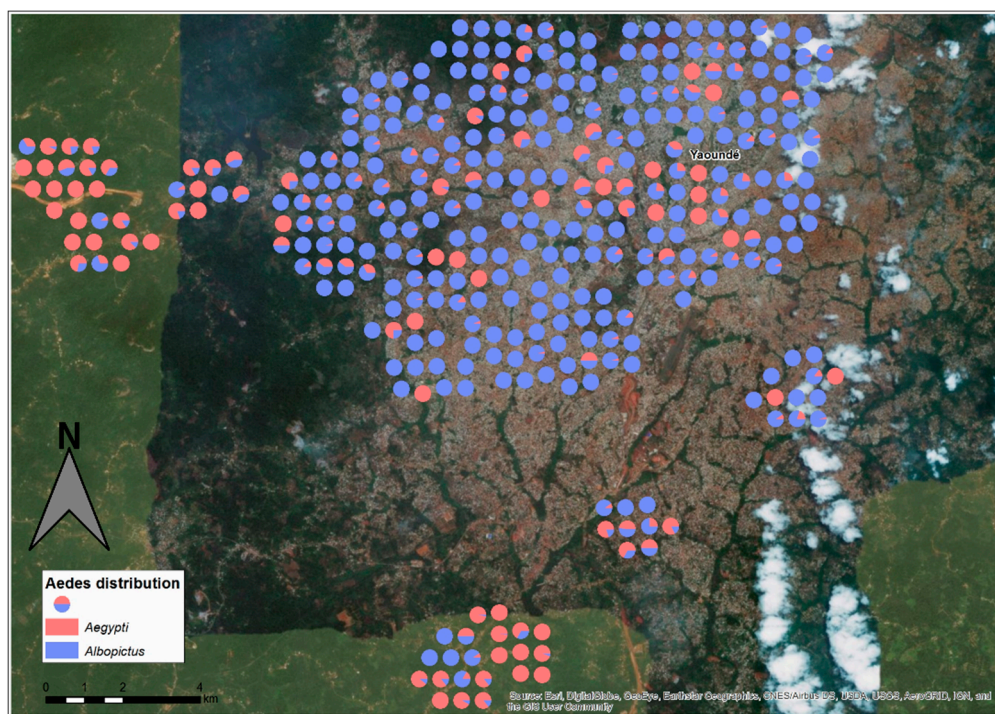 Yaoundé
N
Aedes distribution
Aegypti
Albopictus
0 1 2 4
km
Source: Esri, DigitalGlobe, GeoEye, Earthstar Geographics, CNES/Airbus DS, USDA, USGS, AeroGRID, IGN, and
the GIS User Community